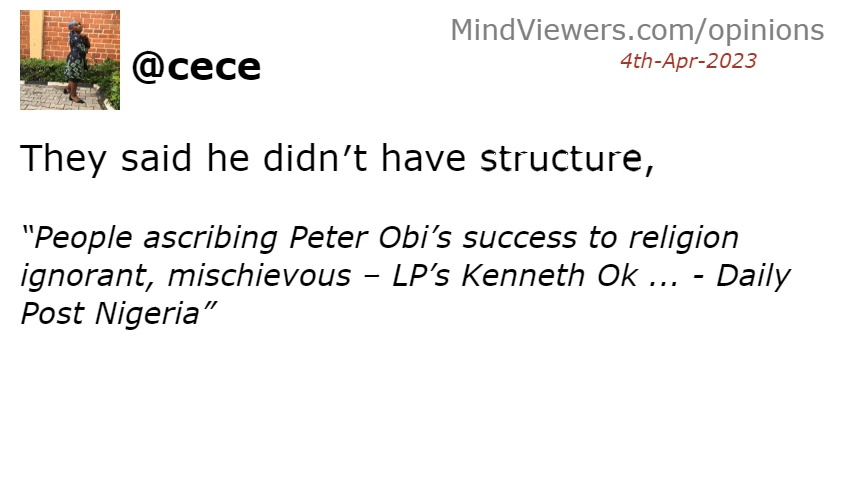 MindViewers.com/opinions
4th-Apr-2023
@cece
They said he didn’t have structure,
“People ascribing Peter Obi’s success to religion
ignorant, mischievous – LP’s Kenneth Ok ... - Daily
Post Nigeria”